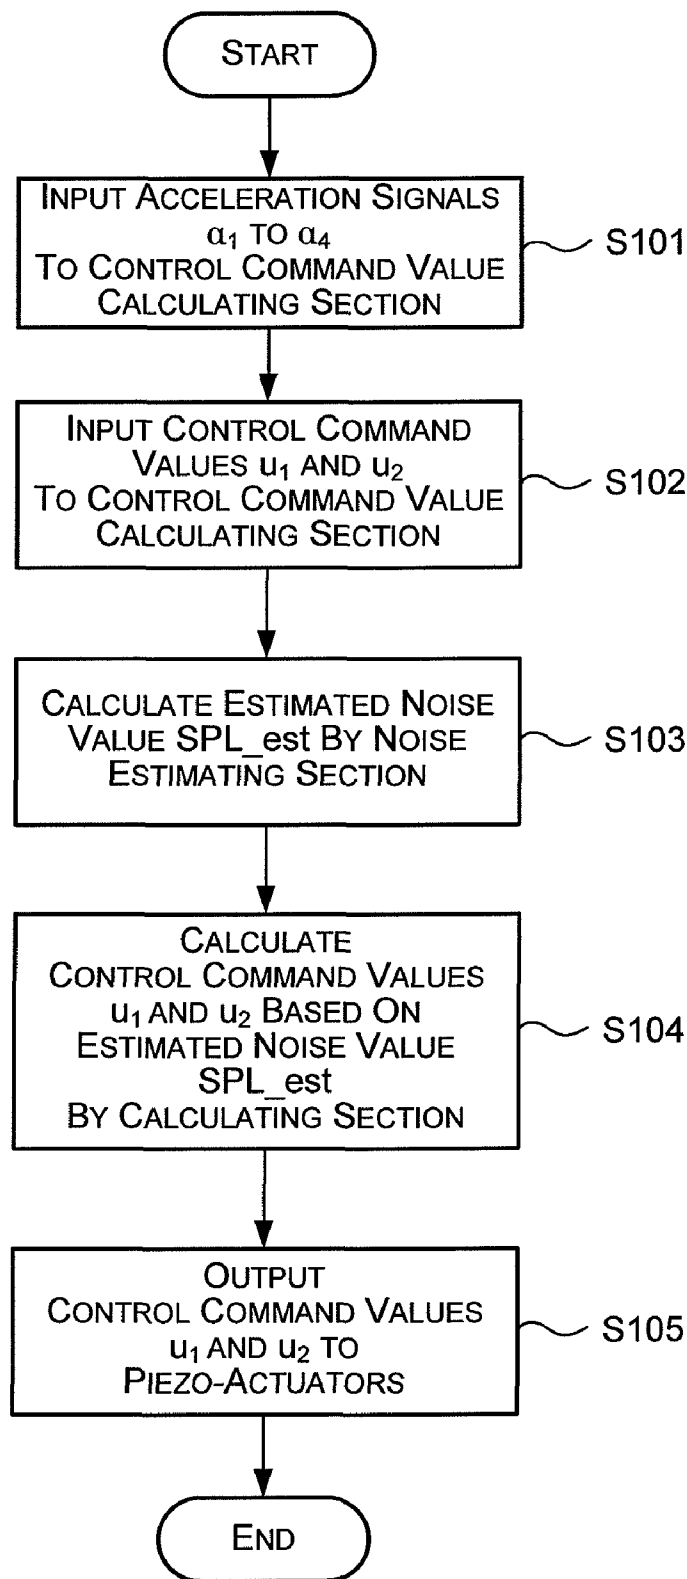 START
INPUT ACCELERATION SIGNALS
α₁ TO α₄
TO CONTROL COMMAND VALUE
CALCULATING SECTION
S101
INPUT CONTROL COMMAND
VALUES u₁ AND u₂
TO CONTROL COMMAND VALUE
CALCULATING SECTION
S102
CALCULATE ESTIMATED NOISE
VALUE SPL_est BY NOISE
ESTIMATING SECTION
S103
CALCULATE
CONTROL COMMAND VALUES
u₁ AND u₂ BASED ON
ESTIMATED NOISE VALUE
SPL_est
BY CALCULATING SECTION
S104
OUTPUT
CONTROL COMMAND VALUES
u₁ AND u₂ TO
PIEZO-ACTUATORS
S105
END